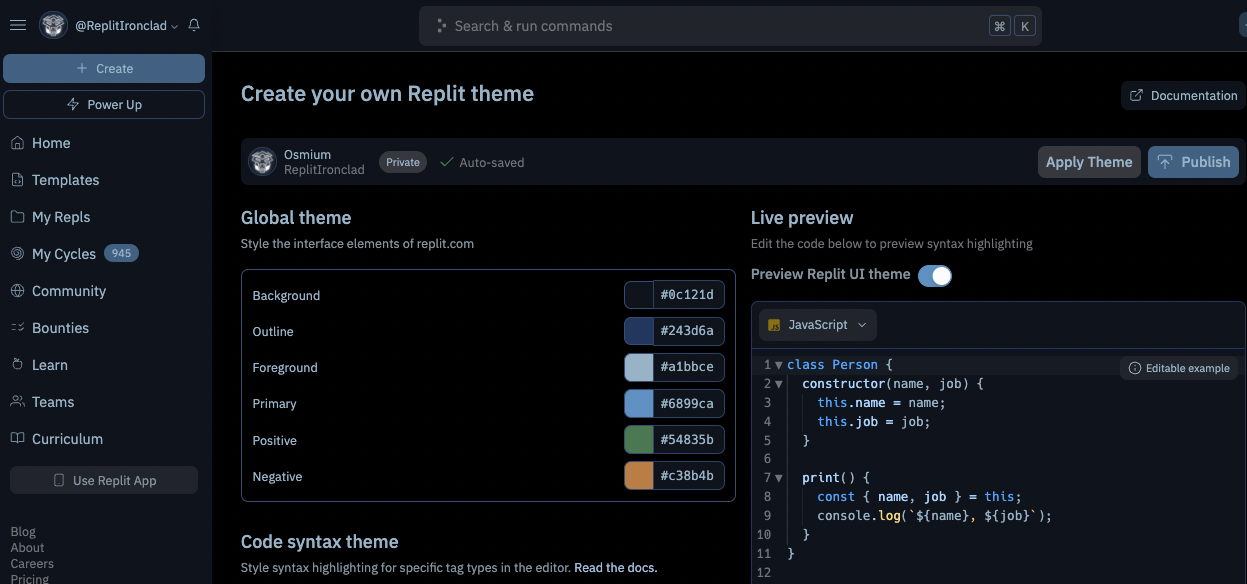 @ReplitIronclad
Search & run commands
⌘ K
+ Create
Power Up
Home
Templates
My Repls
My Cycles 945
Community
Bounties
Learn
Teams
Curriculum
Use Replit App
Blog
About
Careers
Pricing
Create your own Replit theme
Documentation
Osmium
ReplitIronclad
Private
Auto-saved
Apply Theme
Publish
Global theme
Style the interface elements of replit.com
Background #0c121d
Outline #243d6a
Foreground #a1bbce
Primary #6899ca
Positive #54835b
Negative #c38b4b
Code syntax theme
Style syntax highlighting for specific tag types in the editor. Read the docs.
Live preview
Edit the code below to preview syntax highlighting
Preview Replit UI theme
JS JavaScript
Editable example
1 class Person {
2 constructor(name, job) {
3 this.name = name;
4 this.job = job;
5 }
6
7 print() {
8 const { name, job } = this;
9 console.log(`${name}, ${job}`);
10 }
11 }
12